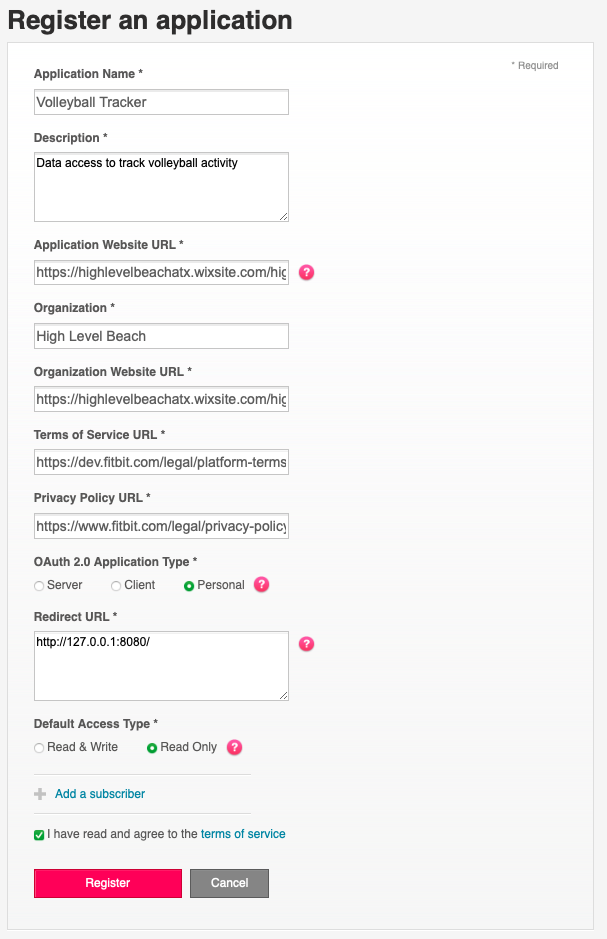 Register an application
* Required
Application Name *
Volleyball Tracker
Description *
Data access to track volleyball activity
Application Website URL *
https://highlevelbeachatx.wixsite.com/hig
?
Organization *
High Level Beach
Organization Website URL *
https://highlevelbeachatx.wixsite.com/hig
Terms of Service URL *
https://dev.fitbit.com/legal/platform-terms
Privacy Policy URL *
https://www.fitbit.com/legal/privacy-policy
OAuth 2.0 Application Type *
Server Client Personal ?
Redirect URL *
http://127.0.0.1:8080/
?
Default Access Type *
Read & Write Read Only ?
Add a subscriber
I have read and agree to the terms of service
Register Cancel